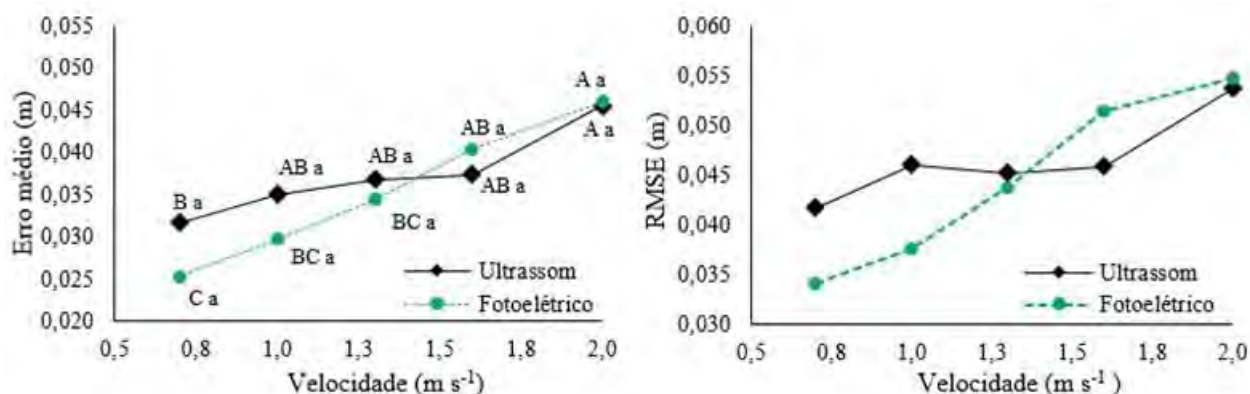 Erro médio (m)
0,050
0,055
0,045
0,040
0,035
0,030
0,025
0,020
A a
AB a
AB a
AB a
A a
B a
AB a
BC a
BC a
C a
Ultrassom
Fotoelétrico
0,5
0,8
1,0
1,3
1,5
1,8
2,0
Velocidade (m s⁻¹)
RMSE (m)
0,060
0,055
0,050
0,045
0,040
0,035
0,030
Ultrassom
Fotoelétrico
0,5
0,8
1,0
1,3
1,5
1,8
2,0
Velocidade (m s⁻¹ )